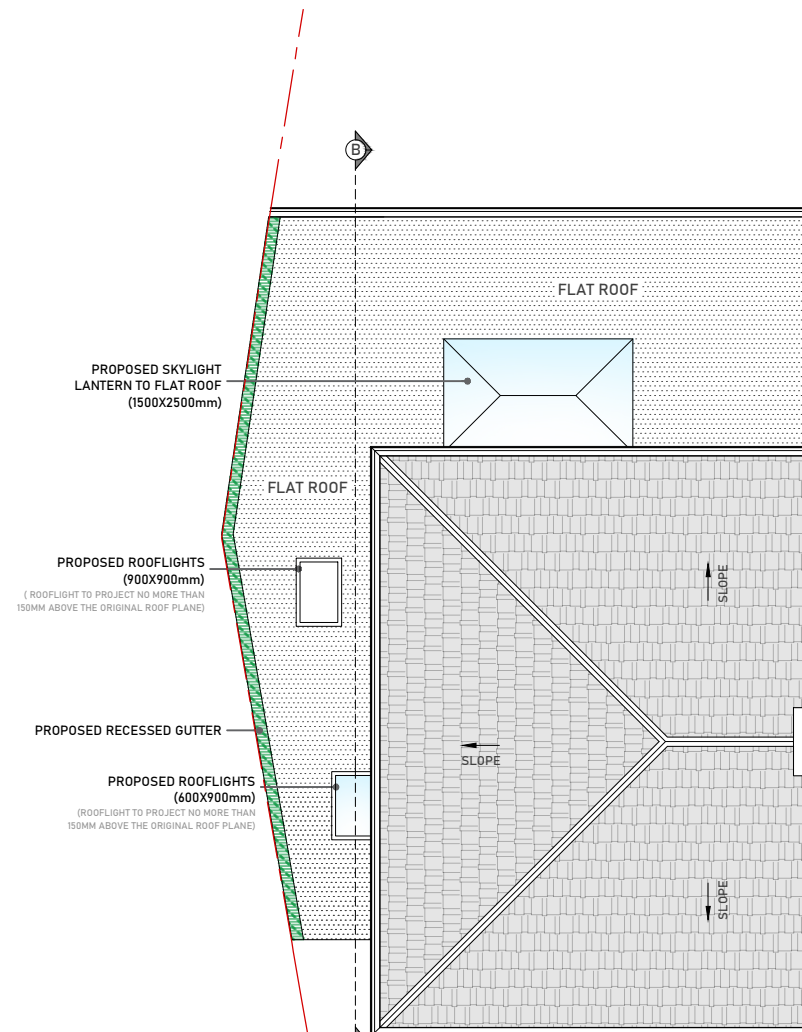 B
FLAT ROOF
PROPOSED SKYLIGHT
LANTERN TO FLAT ROOF
(1500X2500mm)
FLAT ROOF
PROPOSED ROOFLIGHTS
(900X900mm)
( ROOFLIGHT TO PROJECT NO MORE THAN
150MM ABOVE THE ORIGINAL ROOF PLANE)
SLOPE
PROPOSED RECESSED GUTTER
SLOPE
PROPOSED ROOFLIGHTS
(600X900mm)
(ROOFLIGHT TO PROJECT NO MORE THAN
150MM ABOVE THE ORIGINAL ROOF PLANE)
SLOPE